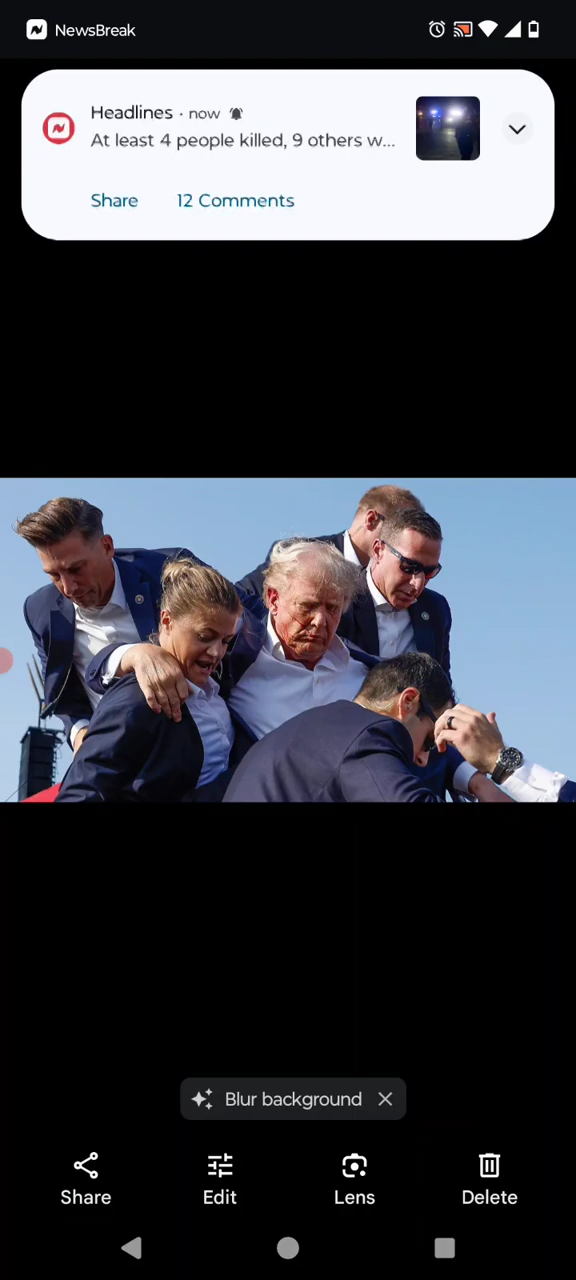 NewsBreak
Headlines · now
At least 4 people killed, 9 others w...
Share 12 Comments
Blur background
Share Edit Lens Delete